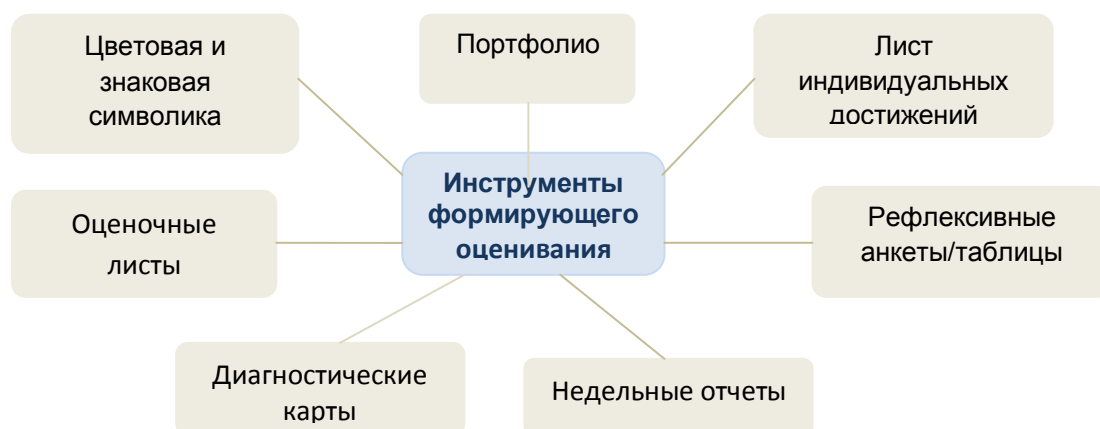 Цветовая и
знаковая
символика
Портфолио
Лист
индивидуальных
достижений
Инструменты
формирующего
оценивания
Оценочные
листы
Рефлексивные
анкеты/таблицы
Диагностические
карты
Недельные отчеты